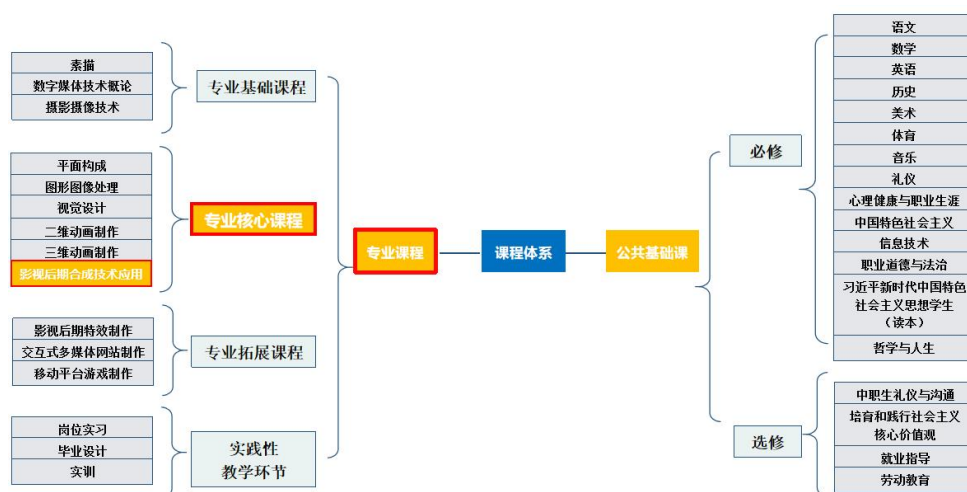 素描
数字媒体技术概论
摄影摄像技术
专业基础课程
平面构成
图形图像处理
视觉设计
二维动画制作
三维动画制作
影视后期合成技术应用
专业核心课程
影视后期特效制作
交互式多媒体网站制作
移动平台游戏制作
专业拓展课程
岗位实习
毕业设计
实训
实践性
教学环节
专业课程
课程体系
公共基础课
必修
语文
数学
英语
历史
美术
体育
音乐
礼仪
心理健康与职业生涯
中国特色社会主义
信息技术
职业道德与法治
习近平新时代中国特色
社会主义思想学生
（读本）
哲学与人生
选修
中职生礼仪与沟通
培育和践行社会主义
核心价值观
就业指导
劳动教育